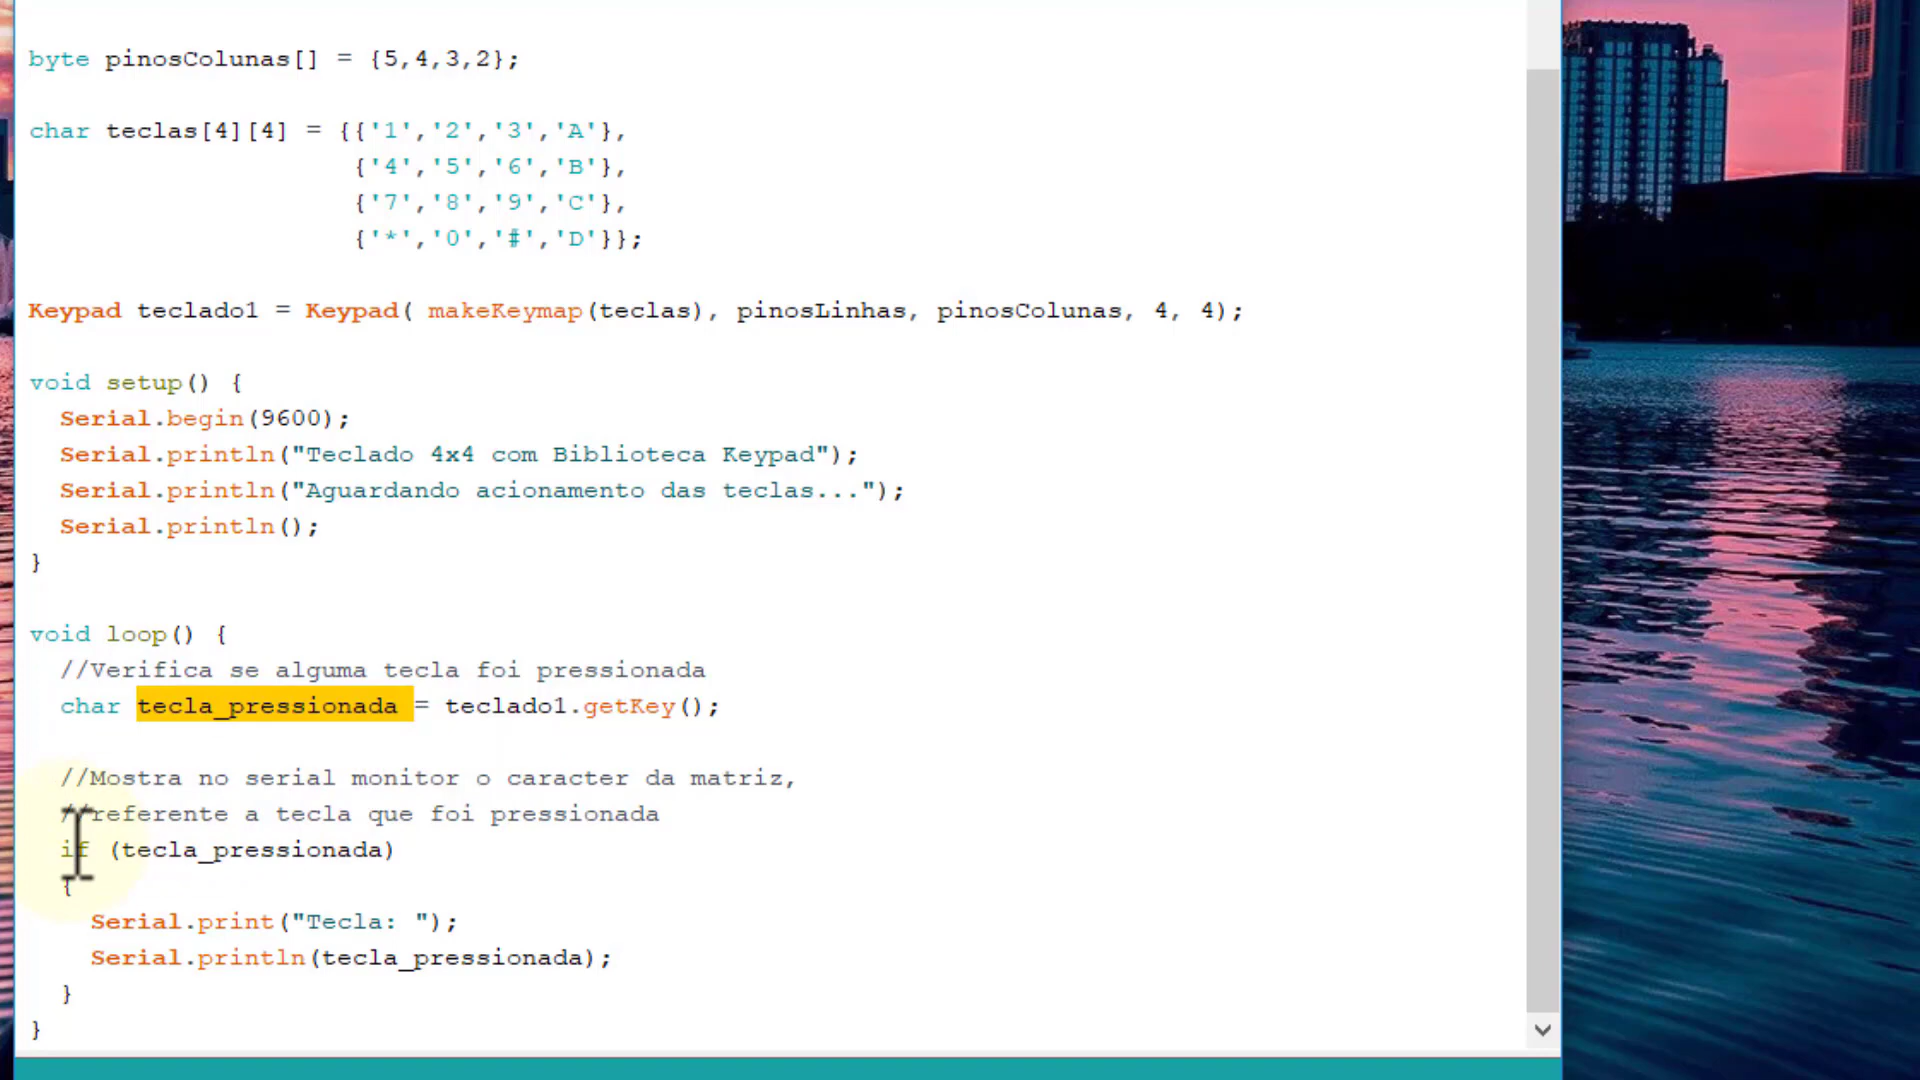 byte pinosColunas[] = {5,4,3,2};
char teclas[4][4] = {{'1','2','3','A'},
{'4','5','6','B'},
{'7','8','9','C'},
{'*','0','#','D'}};
Keypad teclado1 = Keypad( makeKeymap(teclas), pinosLinhas, pinosColunas, 4, 4);
void setup() {
Serial.begin(9600);
Serial.println("Teclado 4x4 com Biblioteca Keypad");
Serial.println("Aguardando acionamento das teclas...");
Serial.println();
}
void loop() {
//Verifica se alguma tecla foi pressionada
char tecla_pressionada = teclado1.getKey();
//Mostra no serial monitor o caracter da matriz,
//referente a tecla que foi pressionada
if (tecla_pressionada)
{
Serial.print("Tecla: ");
Serial.println(tecla_pressionada);
}
}